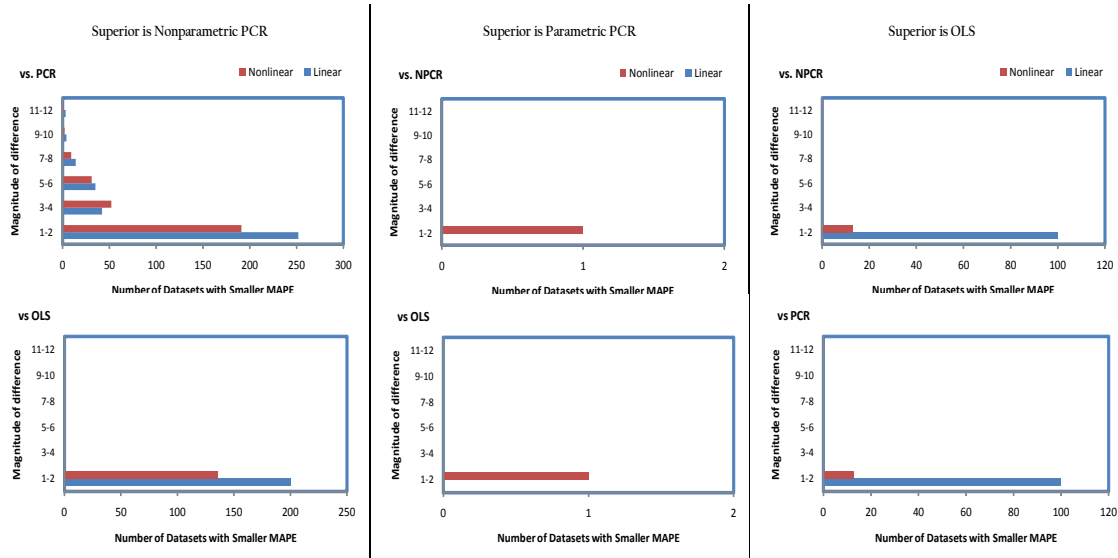 Superior is Nonparametric PCR
vs. PCR
Nonlinear Linear
Magnitude of difference
11-12
9-10
7-8
5-6
3-4
1-2
0 50 100 150 200 250 300
Number of Datasets with Smaller MAPE
vs OLS
Magnitude of difference
11-12
9-10
7-8
5-6
3-4
1-2
0 50 100 150 200 250
Number of Datasets with Smaller MAPE
Superior is Parametric PCR
vs. NPCR
Nonlinear Linear
Magnitude of difference
11-12
9-10
7-8
5-6
3-4
1-2
0 1 2
Number of Datasets with Smaller MAPE
vs OLS
Magnitude of difference
11-12
9-10
7-8
5-6
3-4
1-2
0 1 2
Number of Datasets with Smaller MAPE
Superior is OLS
vs. NPCR
Nonlinear Linear
Magnitude of difference
11-12
9-10
7-8
5-6
3-4
1-2
0 20 40 60 80 100 120
Number of Datasets with Smaller MAPE
vs PCR
Magnitude of difference
11-12
9-10
7-8
5-6
3-4
1-2
0 20 40 60 80 100 120
Number of Datasets with Smaller MAPE